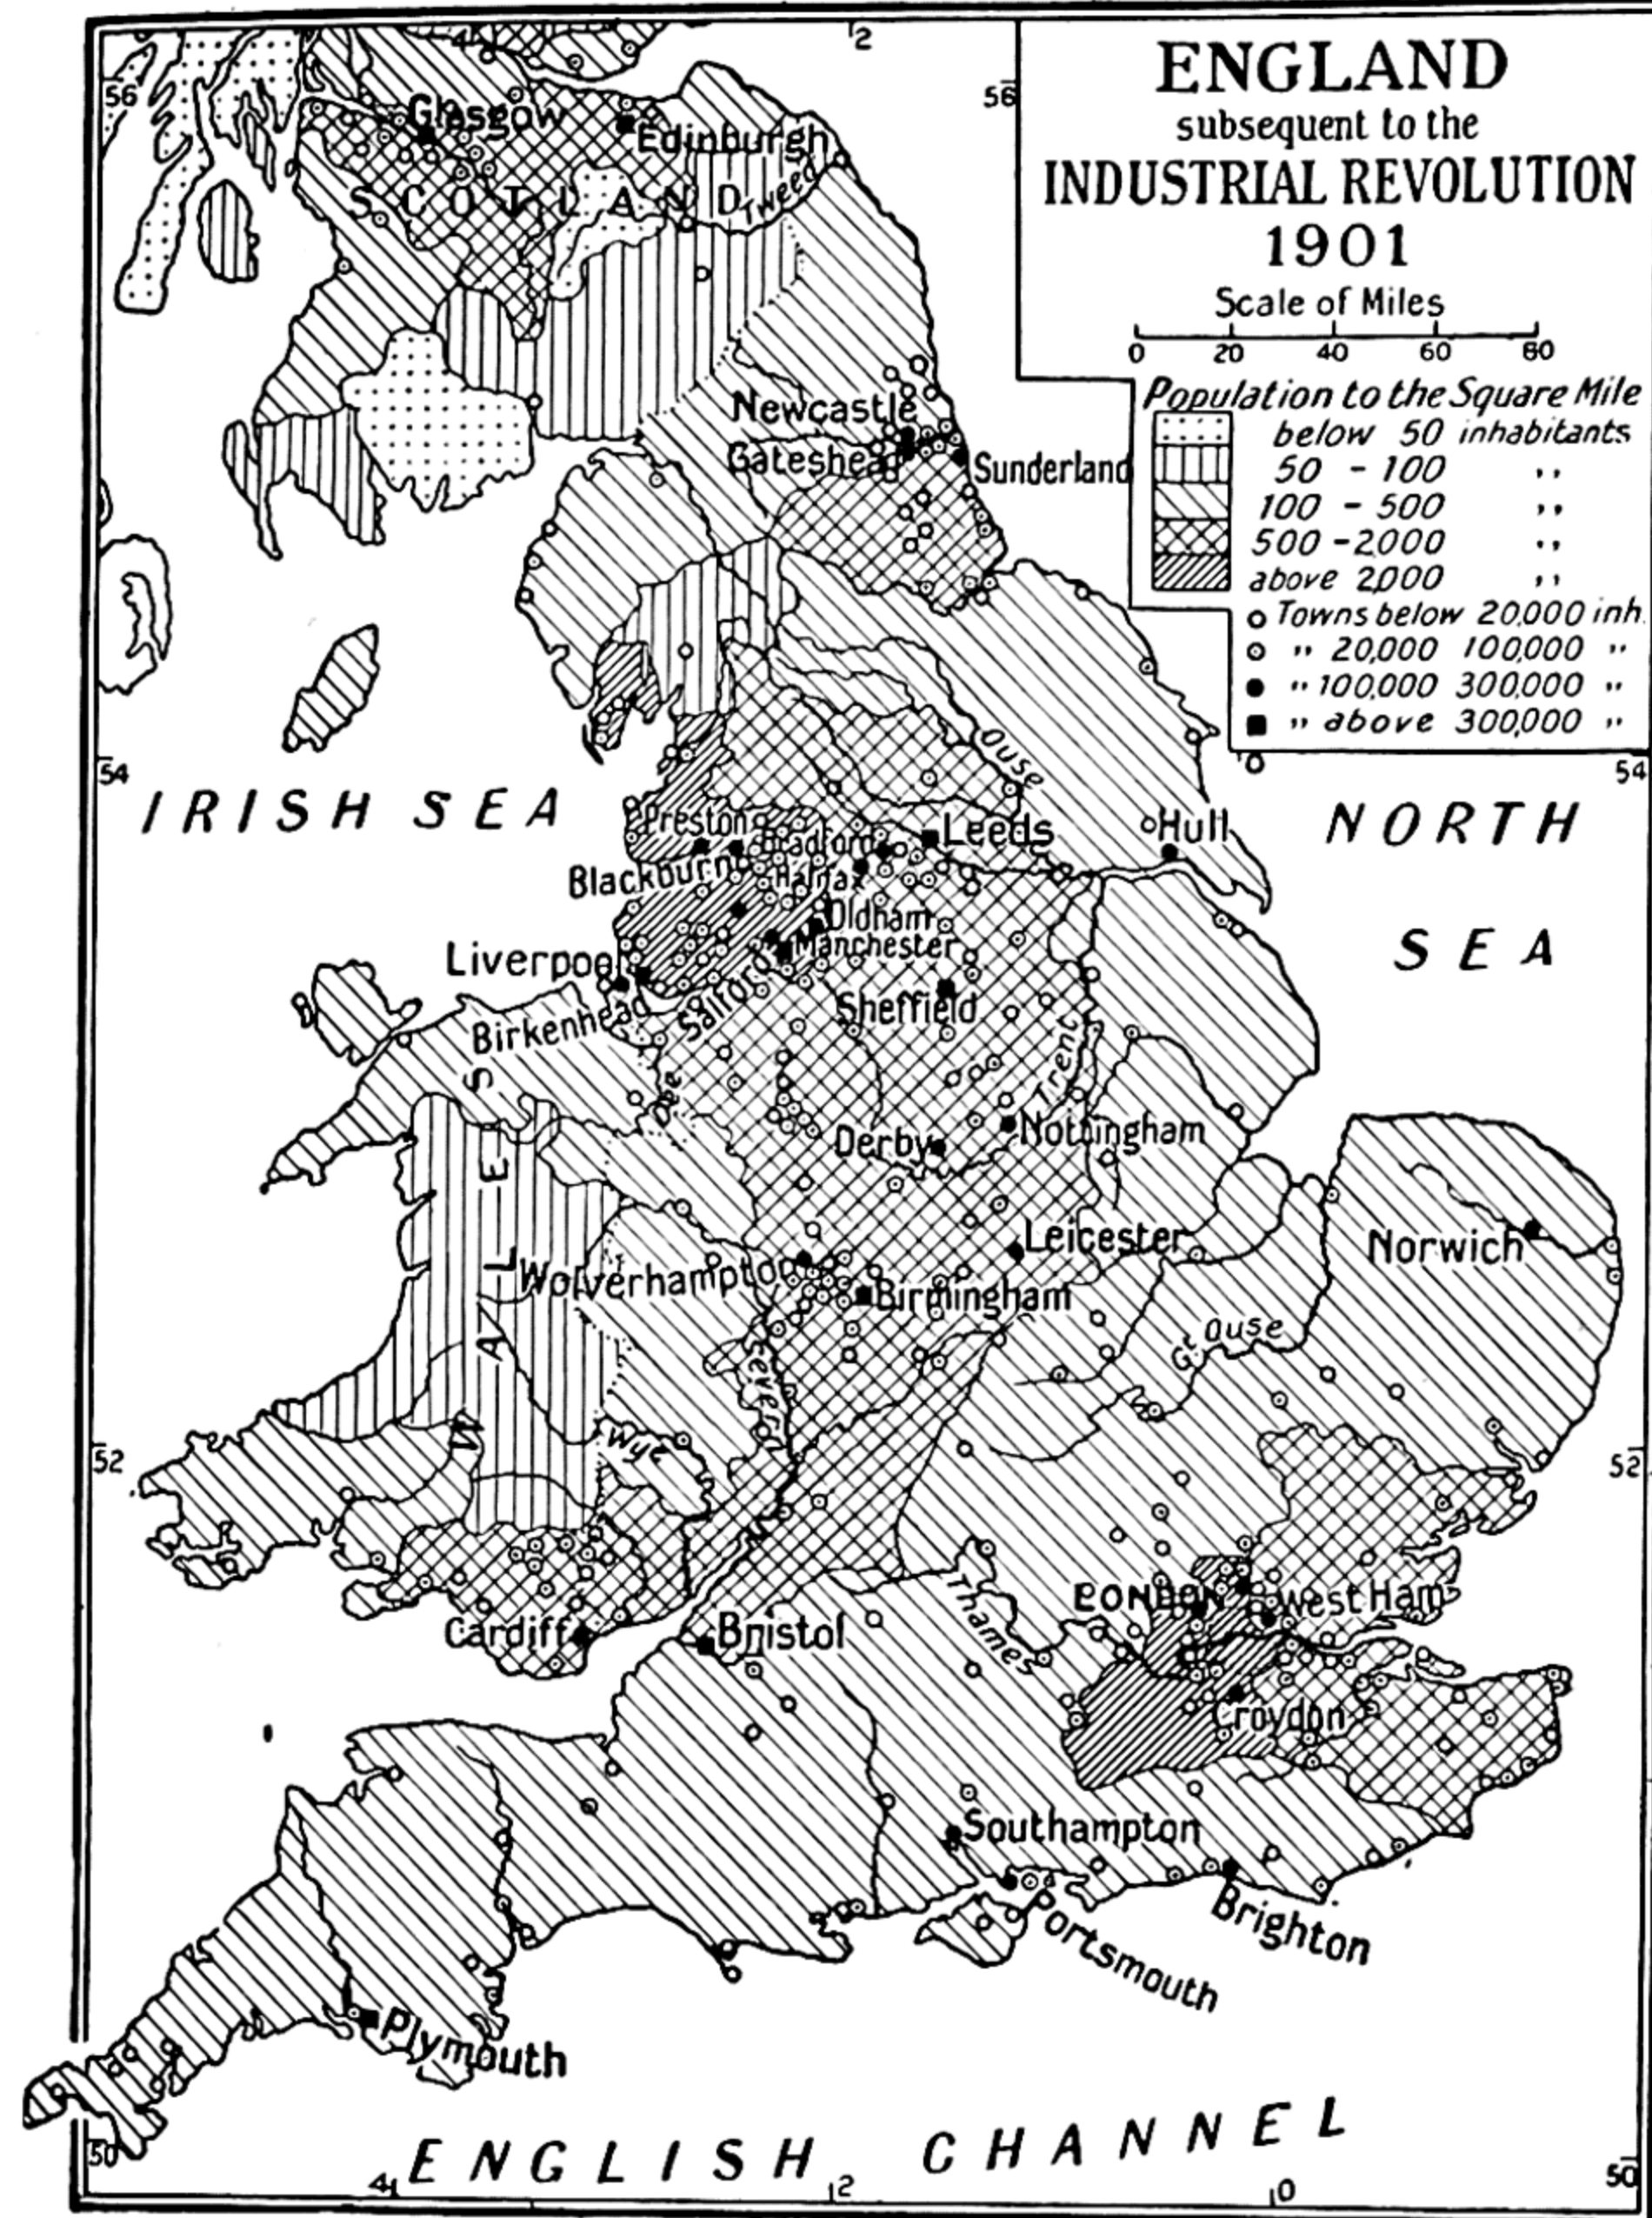 ENGLAND
subsequent to the
INDUSTRIAL REVOLUTION
1901
Scale of Miles
0 20 40 60 80
Population to the Square Mile
below 50 inhabitants
50 - 100 ,,
100 - 500 ,,
500 - 2000 ,,
above 2,000 ,,
Towns below 20,000 inh.
,, 20,000 100,000 ,,
,, 100,000 300,000 ,,
,, above 300,000 ,,
4
2
56
56
Glasgow
Edinburgh
SCOTLAND
Tweed
Newcastle
Gateshead
Sunderland
54
54
Ouse
IRISH SEA
NORTH
SEA
Preston
Bradford
Leeds
Hull
Blackburn
Halifax
Oldham
Manchester
Liverpool
Salford
Sheffield
Birkenhead
Dee
Trent
WALES
Derby
Nottingham
Leicester
Norwich
Wolverhampton
Birmingham
Gt Ouse
Severn
Wye
52
52
Thames
LONDON
West Ham
Cardiff
Bristol
Croydon
Southampton
Portsmouth
Brighton
Plymouth
ENGLISH CHANNEL
50
50
4
2
0